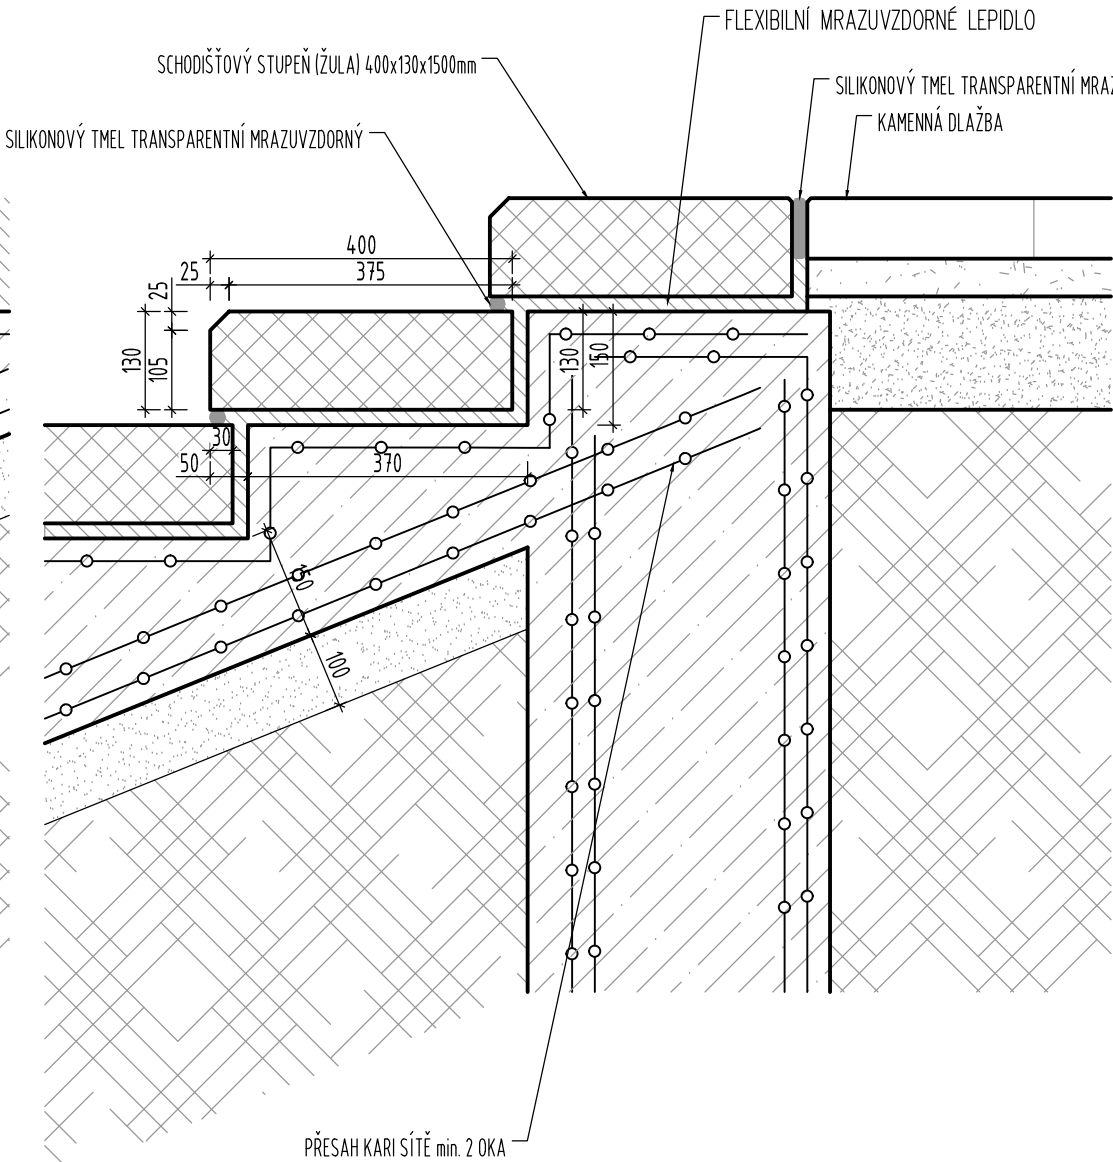 FLEXIBILNÍ MRAZUVZDORNÉ LEPIDLO
SCHODIŠŤOVÝ STUPEŇ (ŽULA) 400x130x1500mm
SILIKONOVÝ TMEL TRANSPARENTNÍ MRAZ
KAMENNÁ DLAŽBA
SILIKONOVÝ TMEL TRANSPARENTNÍ MRAZUVZDORNÝ
400
25 375
25
130
105
130
150
30
50 370
150
100
PŘESAH KARI SÍTĚ min. 2 OKA